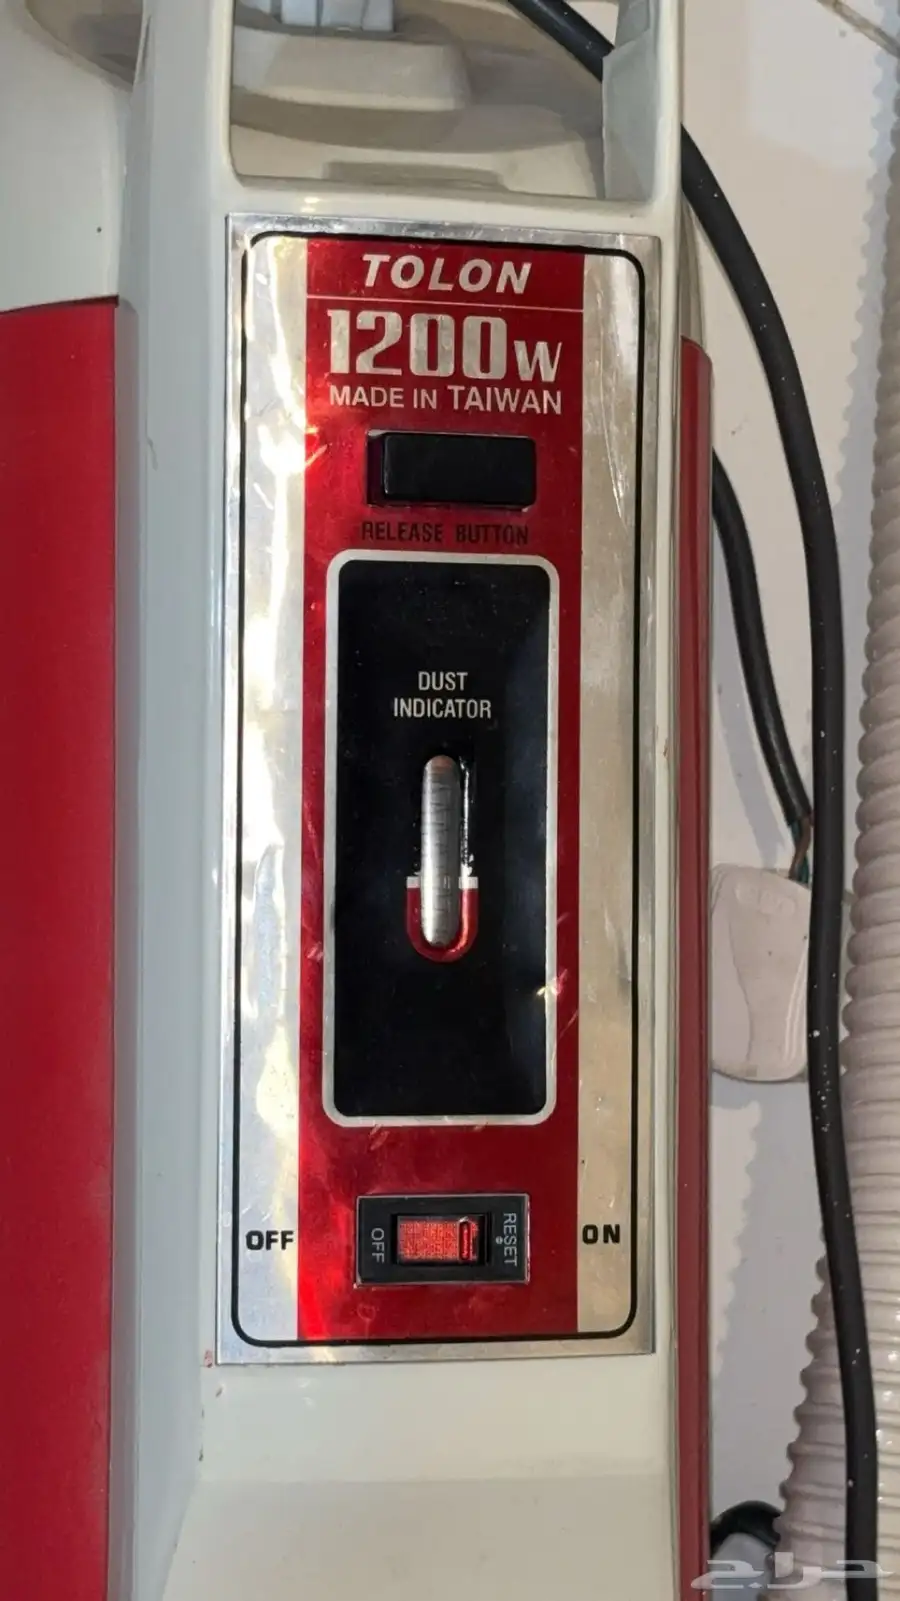 TOLON
1200W
MADE IN TAIWAN
RELEASE BUTTON
DUST
INDICATOR
OFF
OFF
RESET
ON
حراج